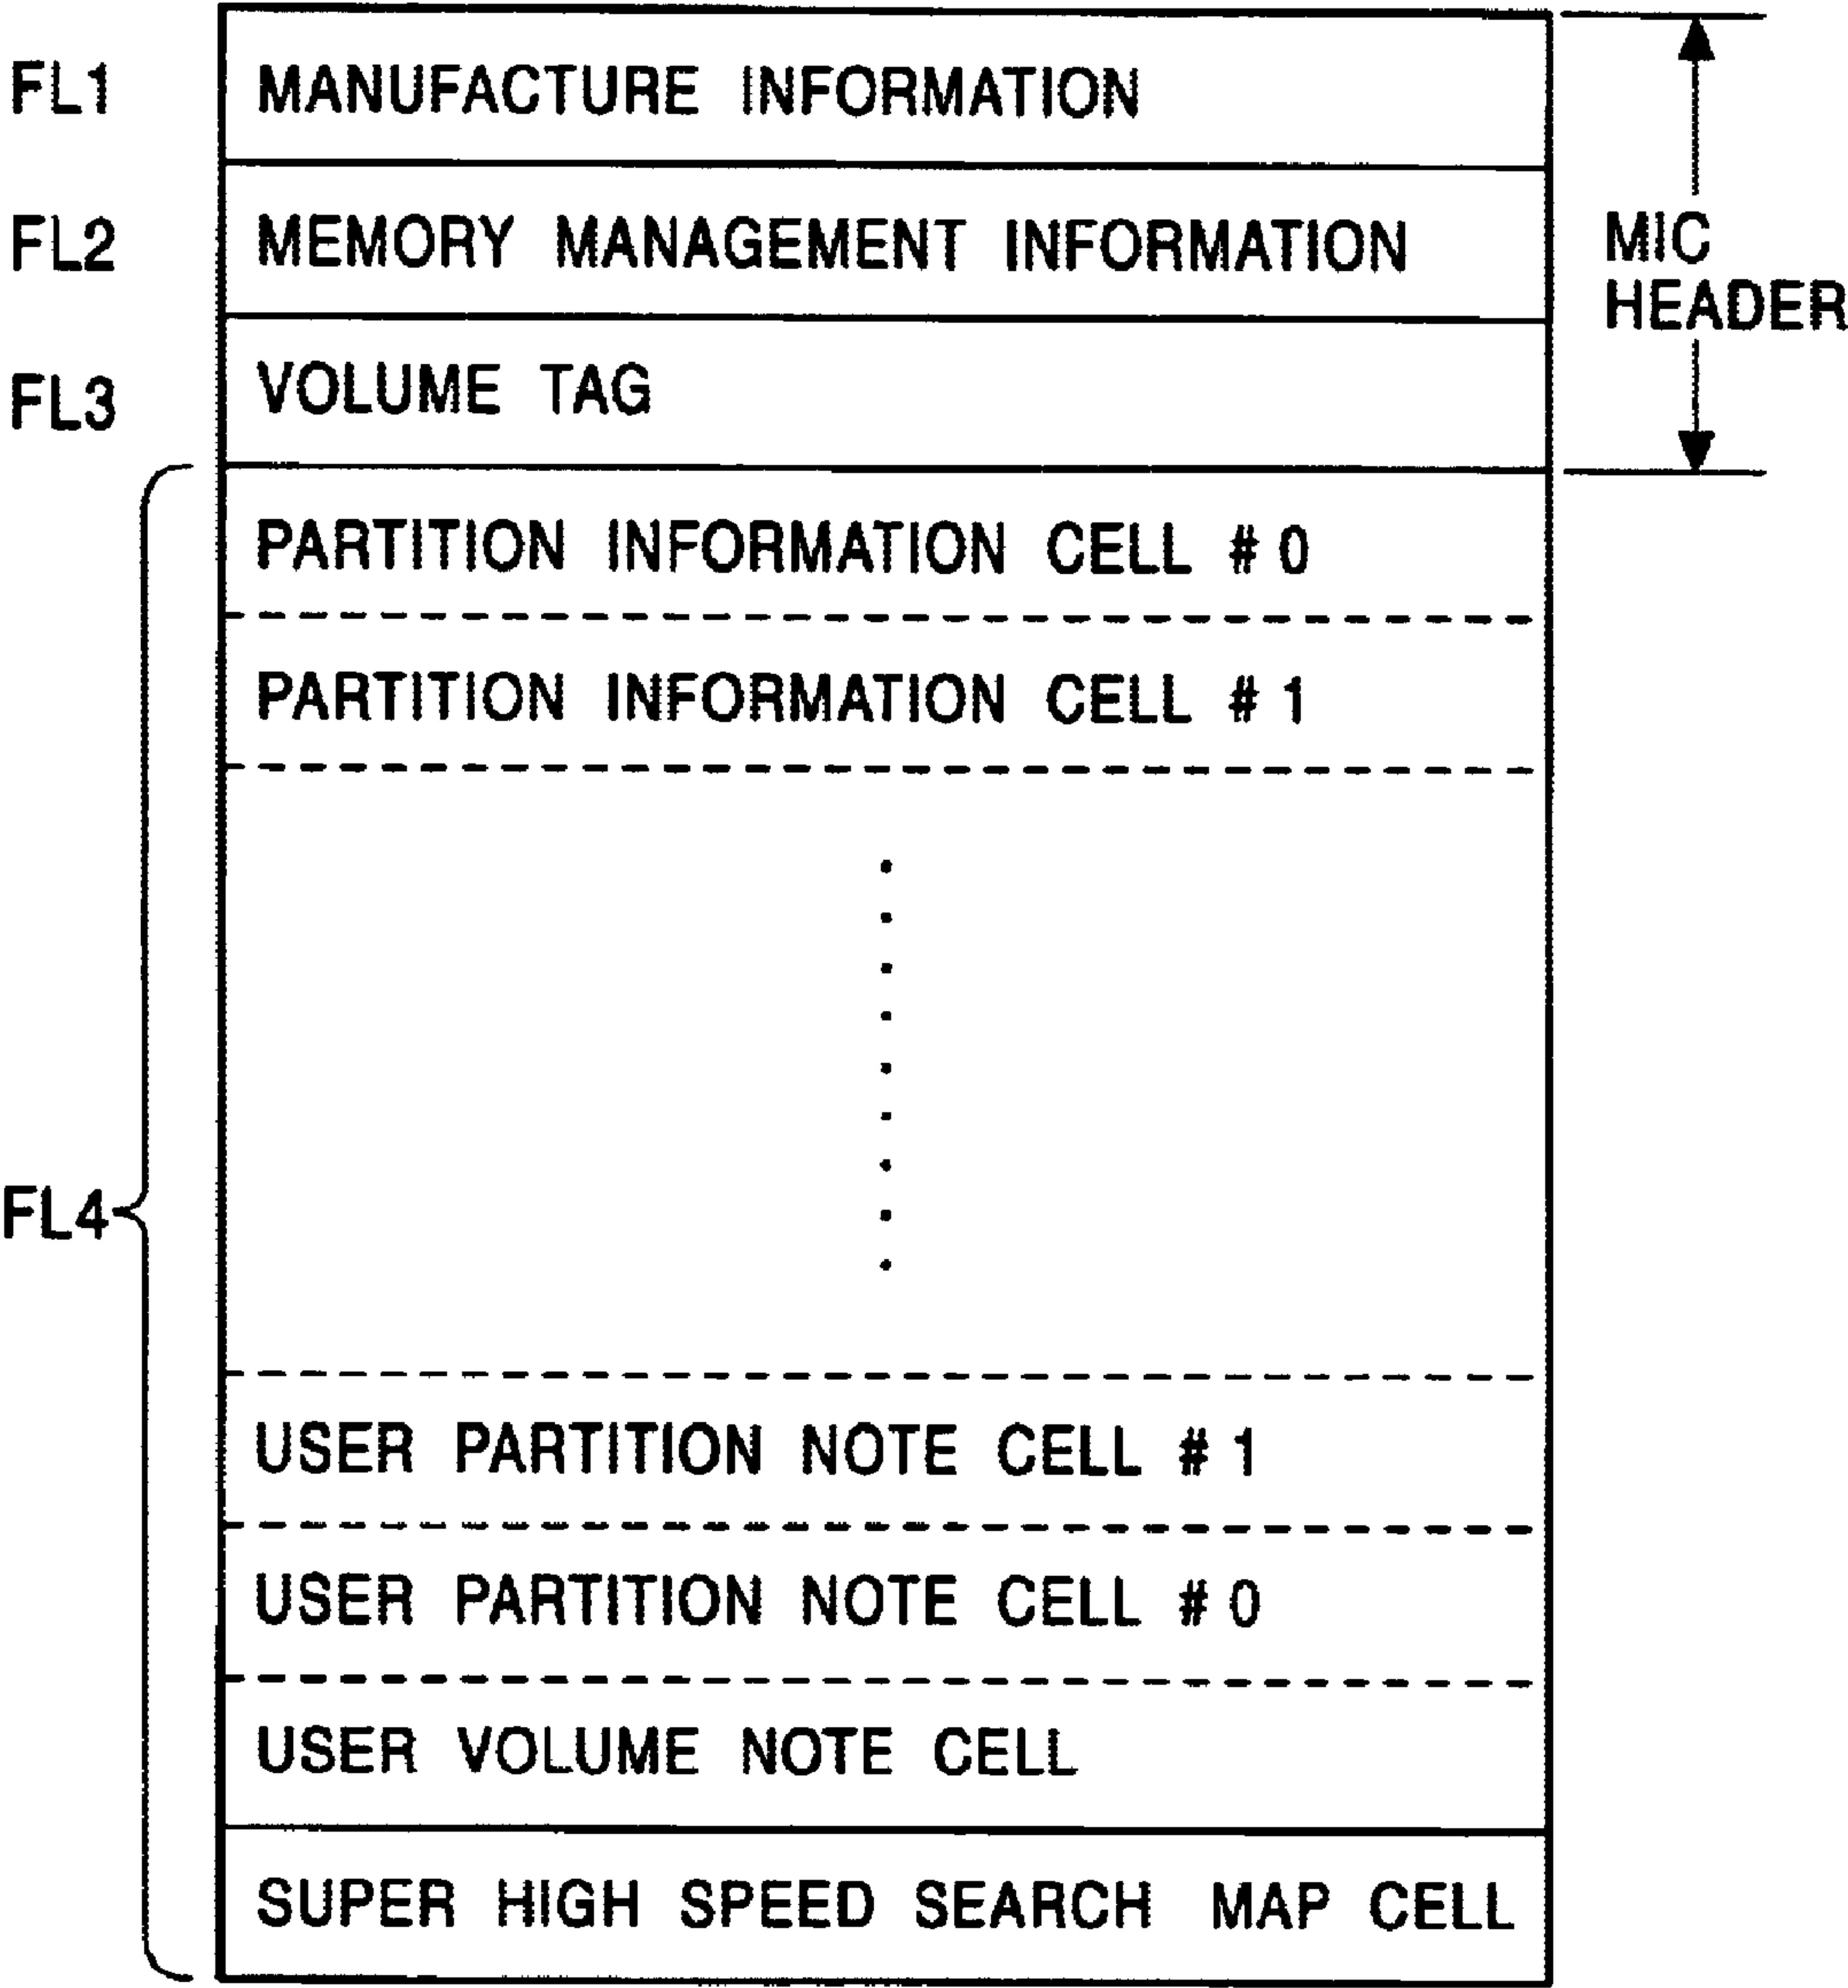 FL1 MANUFACTURE INFORMATION
FL2 MEMORY MANAGEMENT INFORMATION
MIC
HEADER
FL3 VOLUME TAG
PARTITION INFORMATION CELL # 0
PARTITION INFORMATION CELL # 1
FL4
USER PARTITION NOTE CELL # 1
USER PARTITION NOTE CELL # 0
USER VOLUME NOTE CELL
SUPER HIGH SPEED SEARCH MAP CELL